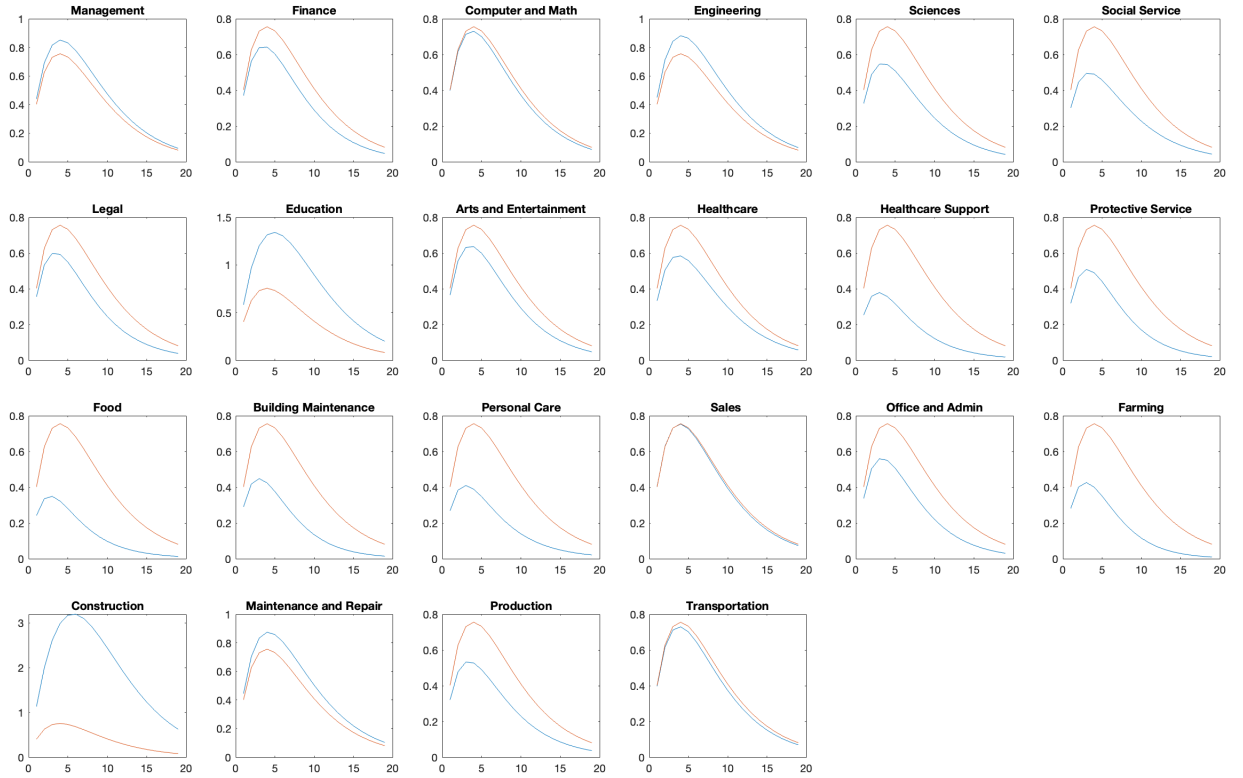 Management Finance Computer and Math Engineering Sciences Social Service
1 0.8 0.8 1 0.8 0.8
0.8 0.8
0.6 0.6 0.6 0.6
0.6 0.6
0.4 0.4 0.4 0.4
0.4 0.4
0.2 0.2 0.2 0.2
0.2 0.2
0 0 0 0 0 0
0 5 10 15 20 0 5 10 15 20 0 5 10 15 20 0 5 10 15 20 0 5 10 15 20 0 5 10 15 20
Legal Education Arts and Entertainment Healthcare Healthcare Support Protective Service
0.8 1.5 0.8 0.8 0.8 0.8
0.6 0.6 0.6 0.6 0.6
1
0.4 0.4 0.4 0.4 0.4
0.5
0.2 0.2 0.2 0.2 0.2
0 0 0 0 0 0
0 5 10 15 20 0 5 10 15 20 0 5 10 15 20 0 5 10 15 20 0 5 10 15 20 0 5 10 15 20
Food Building Maintenance Personal Care Sales Office and Admin Farming
0.8 0.8 0.8 0.8 0.8 0.8
0.6 0.6 0.6 0.6 0.6 0.6
0.4 0.4 0.4 0.4 0.4 0.4
0.2 0.2 0.2 0.2 0.2 0.2
0 0 0 0 0 0
0 5 10 15 20 0 5 10 15 20 0 5 10 15 20 0 5 10 15 20 0 5 10 15 20 0 5 10 15 20
Construction Maintenance and Repair Production Transportation
1 0.8 0.8
3
0.8
0.6 0.6
2 0.6
0.4 0.4
0.4
1
0.2 0.2 0.2
0 0 0 0
0 5 10 15 20 0 5 10 15 20 0 5 10 15 20 0 5 10 15 20